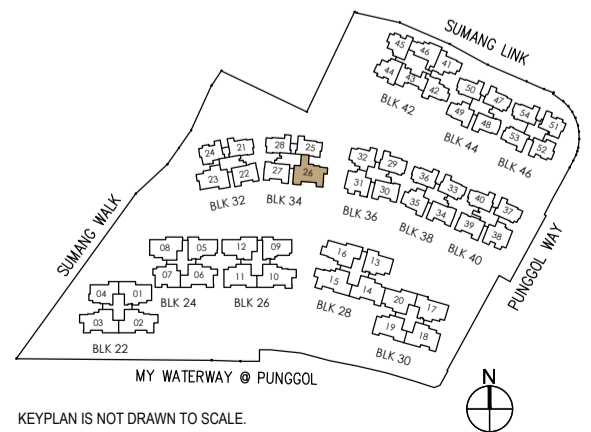 SUMANG LINK
45 46 41
44 43 42
BLK 42
50 47
49 48
BLK 44
54 51
53 52
BLK 46
24 21
23 22
BLK 32
28 25
27 26
BLK 34
32 29
31 30
BLK 36
36 33
35 34
BLK 38
40 37
39 38
BLK 40
SUMANG WALK
PUNGGOL WAY
08 05
07 06
BLK 24
12 09
11 10
BLK 26
16 13
15 14
BLK 28
20 17
19 18
BLK 30
04 01
03 02
BLK 22
MY WATERWAY @ PUNGGOL
N
KEYPLAN IS NOT DRAWN TO SCALE.